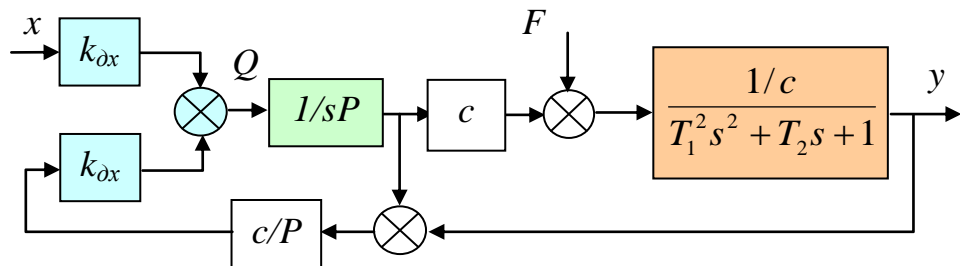 x
k∂x
F
Q
1/sP
c
1/c
T₁²s² + T₂s + 1
y
k∂x
c/P